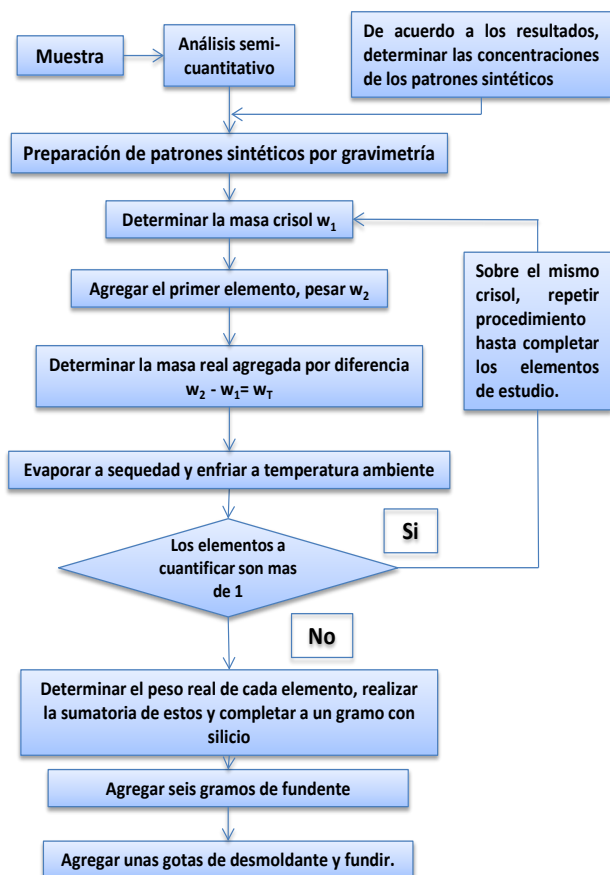 Muestra
Análisis semi-
cuantitativo
De acuerdo a los resultados,
determinar las concentraciones
de los patrones sintéticos
Preparación de patrones sintéticos por gravimetría
Determinar la masa crisol w₁
Agregar el primer elemento, pesar w₂
Sobre el mismo
crisol, repetir
procedimiento
hasta completar
los elementos
de estudio.
Determinar la masa real agregada por diferencia
w₂ - w₁= w_T
Evaporar a sequedad y enfriar a temperatura ambiente
Los elementos a
cuantificar son mas
de 1
Si
No
Determinar el peso real de cada elemento, realizar
la sumatoria de estos y completar a un gramo con
silicio
Agregar seis gramos de fundente
Agregar unas gotas de desmoldante y fundir.